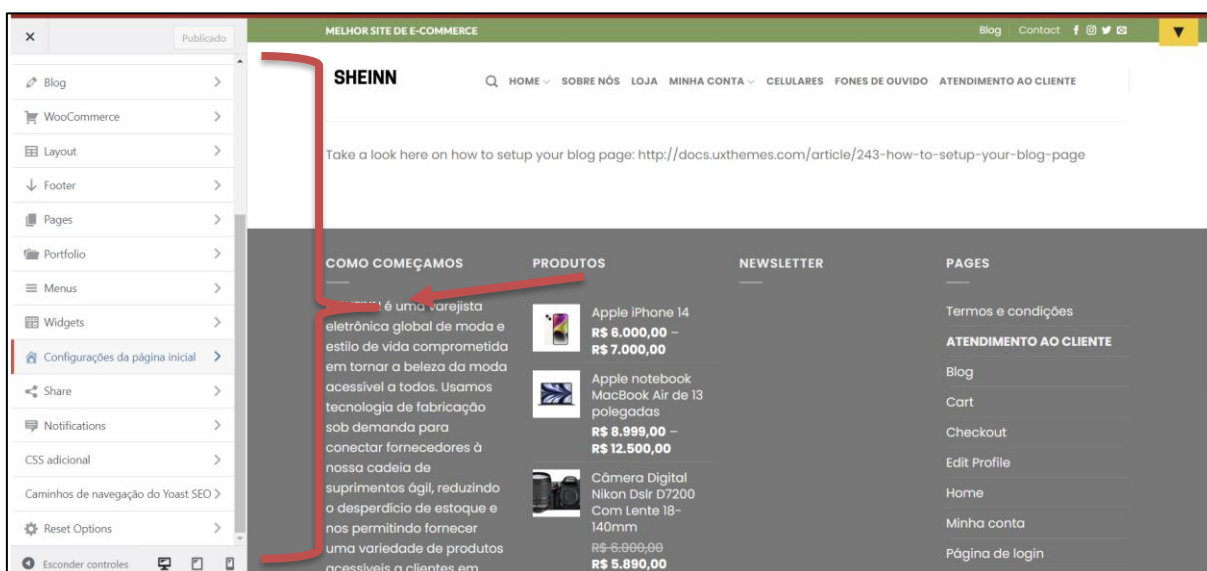 × Publicado
Blog
WooCommerce
Layout
Footer
Pages
Portfolio
Menus
Widgets
Configurações da página inicial
Share
Notifications
CSS adicional
Caminhos de navegação do Yoast SEO
Reset Options
Esconder controles
MELHOR SITE DE E-COMMERCE
Blog Contact
SHEINN
HOME SOBRE NÓS LOJA MINHA CONTA CELULARES FONES DE OUVIDO ATENDIMENTO AO CLIENTE
Take a look here on how to setup your blog page: http://docs.uxthemes.com/article/243-how-to-setup-your-blog-page
COMO COMEÇAMOS
é uma varejista
eletrônica global de moda e
estilo de vida comprometida
em tornar a beleza da moda
acessível a todos. Usamos
tecnologia de fabricação
sob demanda para
conectar fornecedores à
nossa cadeia de
suprimentos ágil, reduzindo
o desperdício de estoque e
nos permitindo fornecer
uma variedade de produtos
acessíveis a clientes em
PRODUTOS
Apple iPhone 14
R$ 6.000,00 –
R$ 7.000,00
Apple notebook
MacBook Air de 13
polegadas
R$ 8.999,00 –
R$ 12.500,00
Câmera Digital
Nikon Dslr D7200
Com Lente 18-
140mm
R$ 6.000,00
R$ 5.890,00
NEWSLETTER
PAGES
Termos e condições
ATENDIMENTO AO CLIENTE
Blog
Cart
Checkout
Edit Profile
Home
Minha conta
Página de login